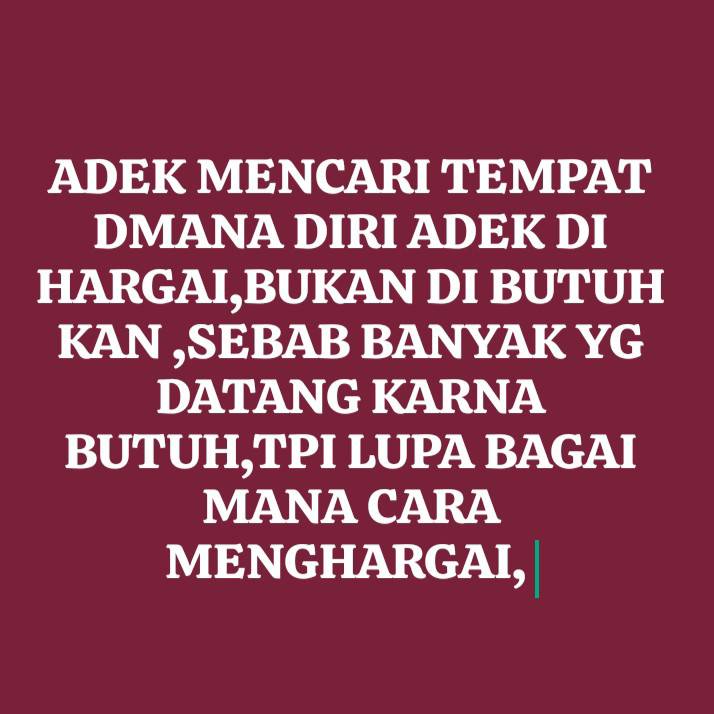 ADEK MENCARI TEMPAT
DMANA DIRI ADEK DI
HARGAI,BUKAN DI BUTUH
KAN ,SEBAB BANYAK YG
DATANG KARNA
BUTUH,TPI LUPA BAGAI
MANA CARA
MENGHARGAI,